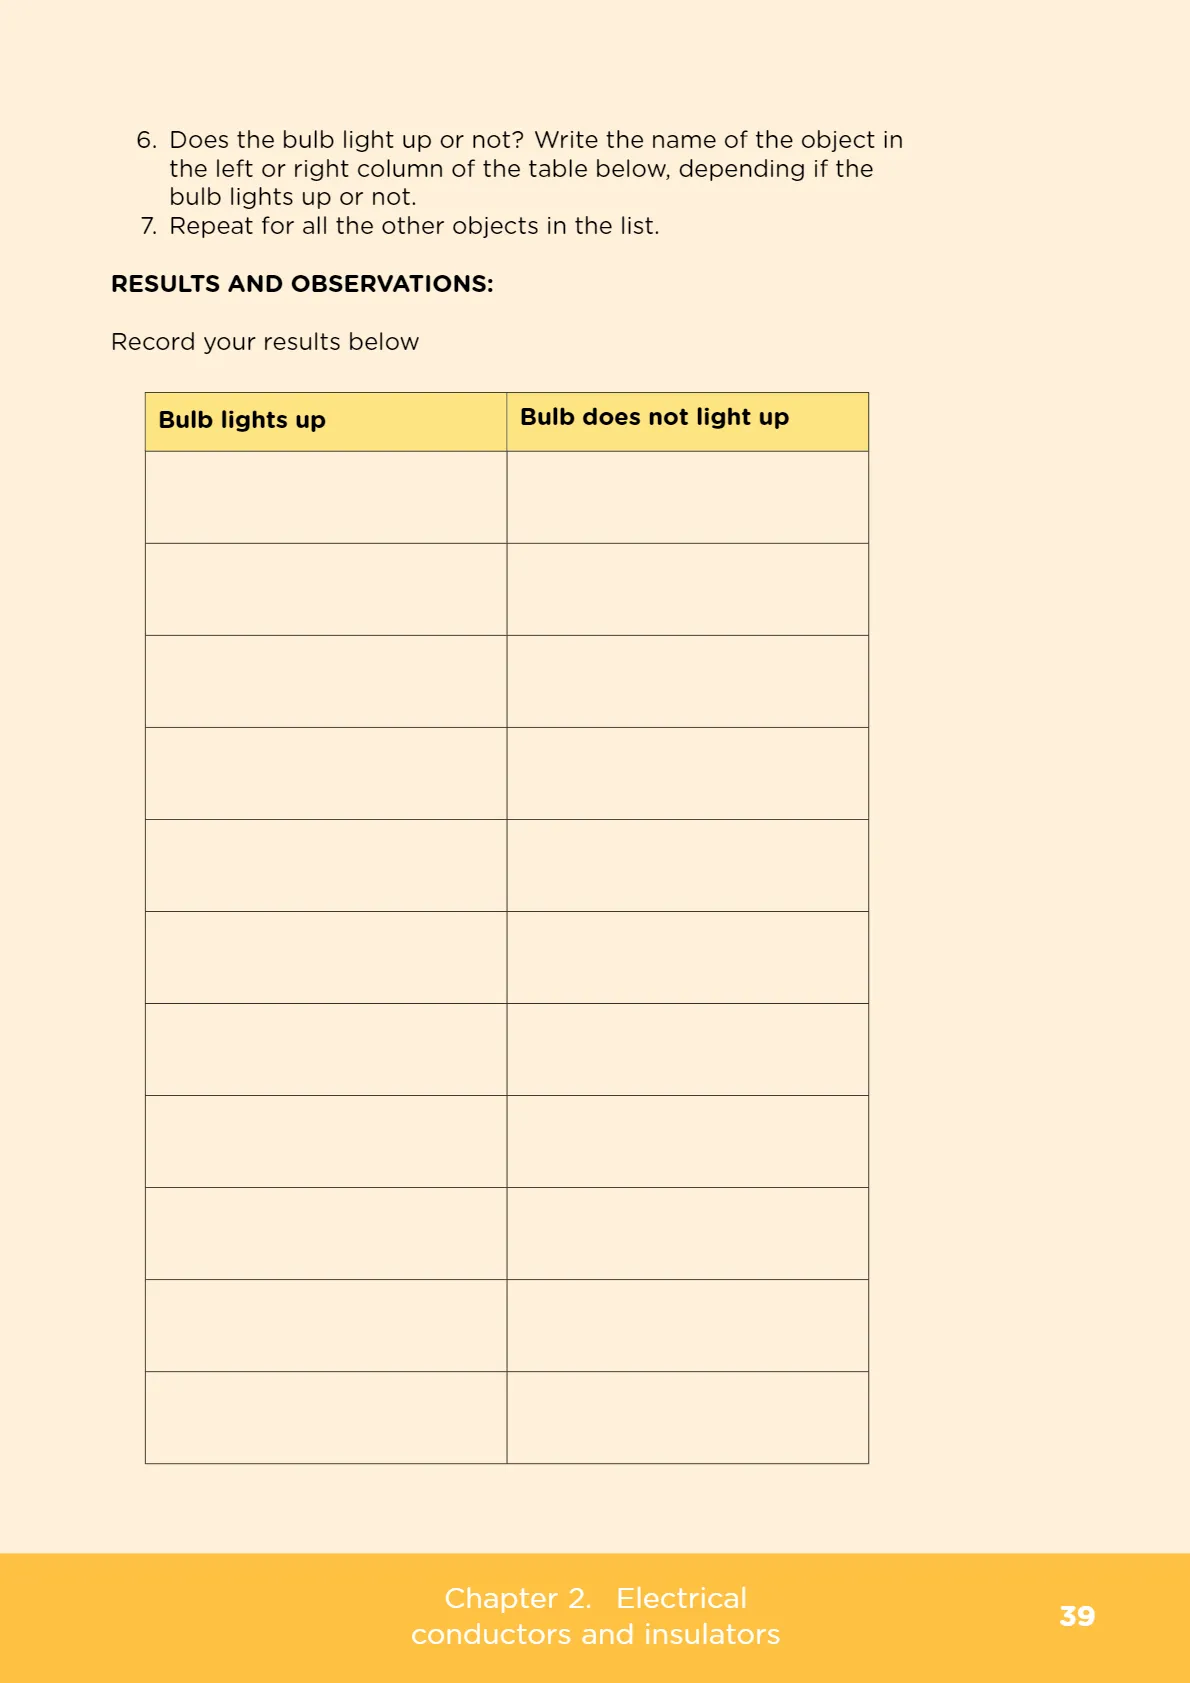 6. Does the bulb light up or not? Write the name of the object in
the left or right column of the table below, depending if the
bulb lights up or not.
7. Repeat for all the other objects in the list.
RESULTS AND OBSERVATIONS:
Record your results below
Bulb lights up
Bulb does not light up
Chapter 2. Electrical
conductors and insulators
39